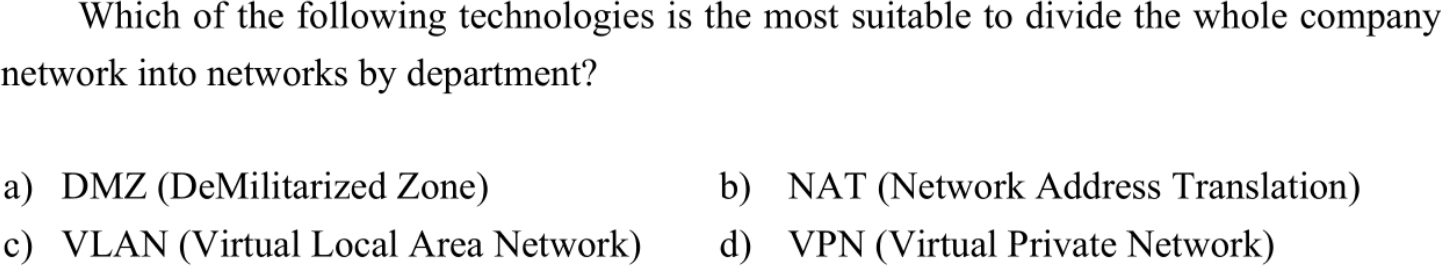 Which of the following technologies is the most suitable to divide the whole company
network into networks by department?
a) DMZ (DeMilitarized Zone) b) NAT (Network Address Translation)
c) VLAN (Virtual Local Area Network) d) VPN (Virtual Private Network)